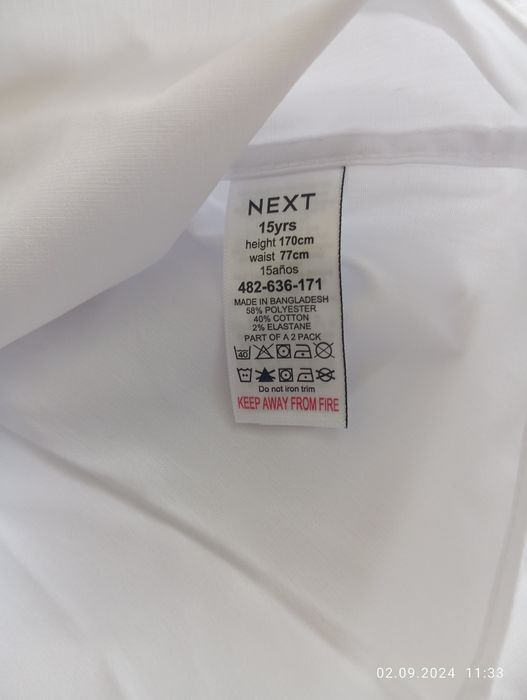 NEXT
15yrs
height 170cm
waist 77cm
15años
482-636-171
MADE IN BANGLADESH
58% POLYESTER
40% COTTON
2% ELASTANE
PART OF A 2 PACK
40
Do not iron trim
KEEP AWAY FROM FIRE
02.09.2024 11:33